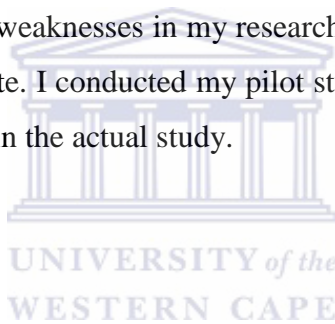 weaknesses in my research
te. I conducted my pilot st
n the actual study.
UNIVERSITY of the
WESTERN CAPE